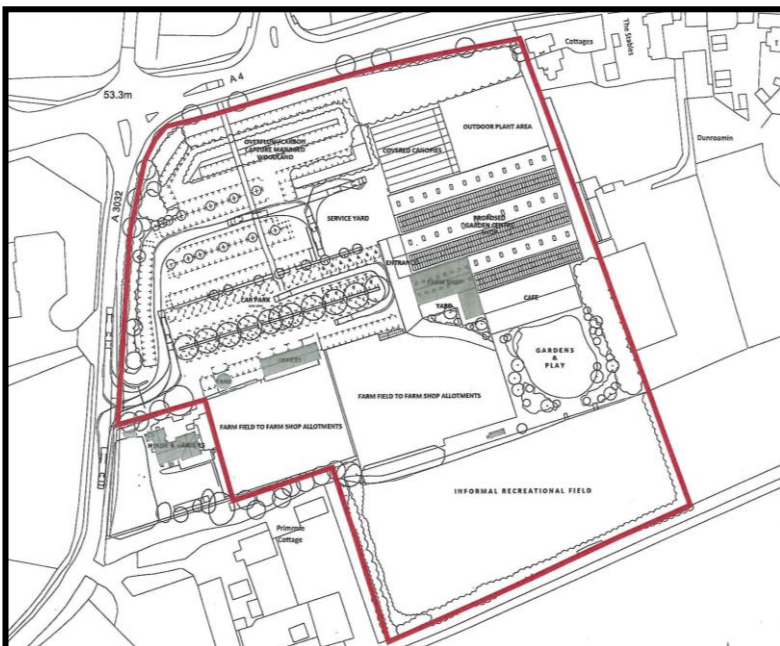 Cottages
The Stables
A 4
53.3m
Dunroamin
OUTDOOR PLANT AREA
OVERFLOW/CARBON
CAPTURE MANAGED
WOODLAND
COVERED CANOPIES
A 3032
SERVICE YARD
PROPOSED
GARDEN CENTRE
ENTRANCE
CAR PARK
YARD
CAFE
GARDENS
& PLAY
OFFICES
FARM FIELD TO FARM SHOP ALLOTMENTS
FARM FIELD TO FARM SHOP ALLOTMENTS
HOUSE & GARDENS
INFORMAL RECREATIONAL FIELD
Primrose
Cottage